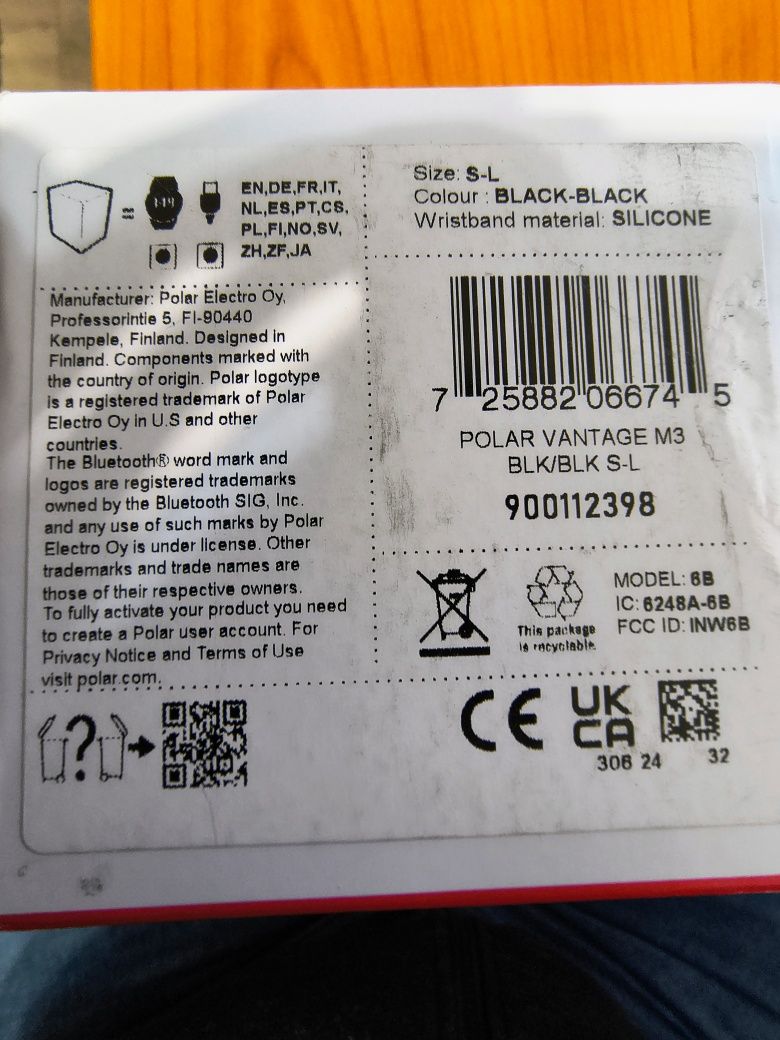 EN,DE,FR,IT,
NL,ES,PT,CS,
PL,FI,NO,SV,
ZH,ZF,JA
Size: S-L
Colour : BLACK-BLACK
Wristband material: SILICONE
Manufacturer: Polar Electro Oy,
Professorintie 5, FI-90440
Kempele, Finland. Designed in
Finland. Components marked with
the country of origin. Polar logotype
is a registered trademark of Polar
Electro Oy in U.S and other
countries.
The Bluetooth® word mark and
logos are registered trademarks
owned by the Bluetooth SIG, Inc.
and any use of such marks by Polar
Electro Oy is under license. Other
trademarks and trade names are
those of their respective owners.
To fully activate your product you need
to create a Polar user account. For
Privacy Notice and Terms of Use
visit polar.com.
7 25882 06674 5
POLAR VANTAGE M3
BLK/BLK S-L
900112398
This package
is recyclable.
MODEL: 6B
IC: 6248A-6B
FCC ID: INW6B
?
CE
UK
CA
306 24 32